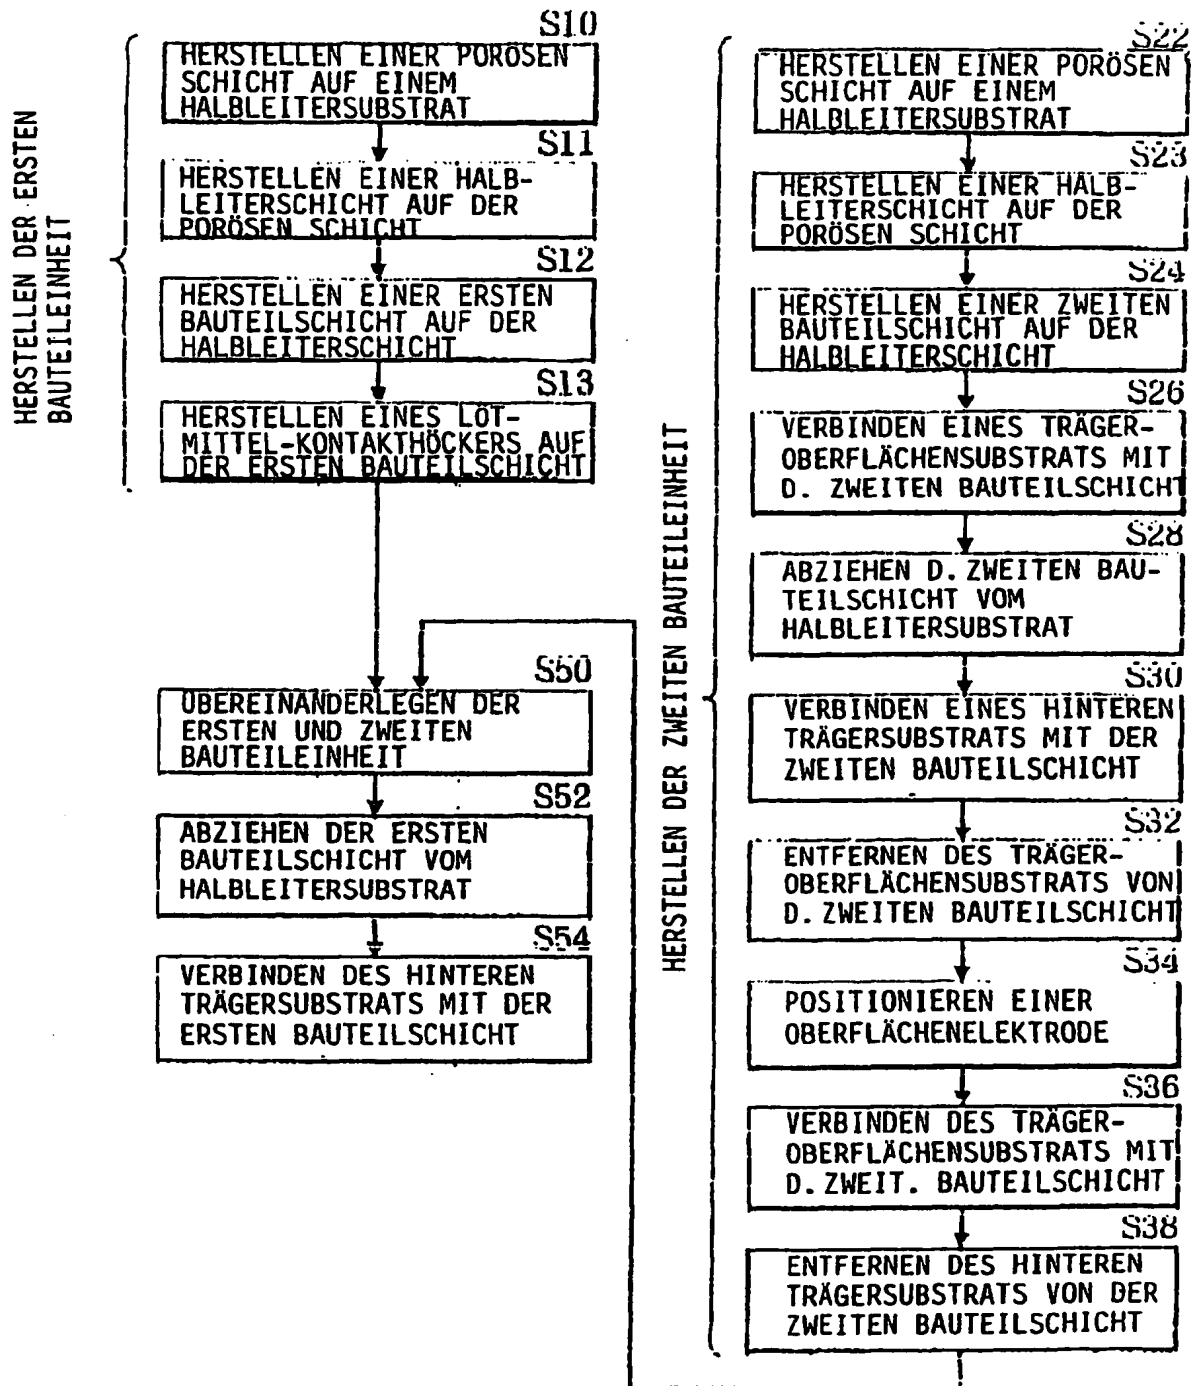 HERSTELLEN DER ERSTEN
BAUTEILEINHEIT
S10
HERSTELLEN EINER PORÖSEN
SCHICHT AUF EINEM
HALBLEITERSUBSTRAT
S11
HERSTELLEN EINER HALB-
LEITERSCHICHT AUF DER
PORÖSEN SCHICHT
S12
HERSTELLEN EINER ERSTEN
BAUTEILSCHICHT AUF DER
HALBLEITERSCHICHT
S13
HERSTELLEN EINES LÖT-
MITTEL-KONTAKTHÖCKERS AUF
DER ERSTEN BAUTEILSCHICHT
S50
ÜBEREINANDERLEGEN DER
ERSTEN UND ZWEITEN
BAUTEILEINHEIT
S52
ABZIEHEN DER ERSTEN
BAUTEILSCHICHT VOM
HALBLEITERSUBSTRAT
S54
VERBINDEN DES HINTEREN
TRÄGERSUBSTRATS MIT DER
ERSTEN BAUTEILSCHICHT
HERSTELLEN DER ZWEITEN BAUTEILEINHEIT
S22
HERSTELLEN EINER PORÖSEN
SCHICHT AUF EINEM
HALBLEITERSUBSTRAT
S23
HERSTELLEN EINER HALB-
LEITERSCHICHT AUF DER
PORÖSEN SCHICHT
S24
HERSTELLEN EINER ZWEITEN
BAUTEILSCHICHT AUF DER
HALBLEITERSCHICHT
S26
VERBINDEN EINES TRÄGER-
OBERFLÄCHENSUBSTRATS MIT
D. ZWEITEN BAUTEILSCHICHT
S28
ABZIEHEN D. ZWEITEN BAU-
TEILSCHICHT VOM
HALBLEITERSUBSTRAT
S30
VERBINDEN EINES HINTEREN
TRÄGERSUBSTRATS MIT DER
ZWEITEN BAUTEILSCHICHT
S32
ENTFERNEN DES TRÄGER-
OBERFLÄCHENSUBSTRATS VON
D. ZWEITEN BAUTEILSCHICHT
S34
POSITIONIEREN EINER
OBERFLÄCHENELEKTRODE
S36
VERBINDEN DES TRÄGER-
OBERFLÄCHENSUBSTRATS MIT
D. ZWEIT. BAUTEILSCHICHT
S38
ENTFERNEN DES HINTEREN
TRÄGERSUBSTRATS VON DER
ZWEITEN BAUTEILSCHICHT